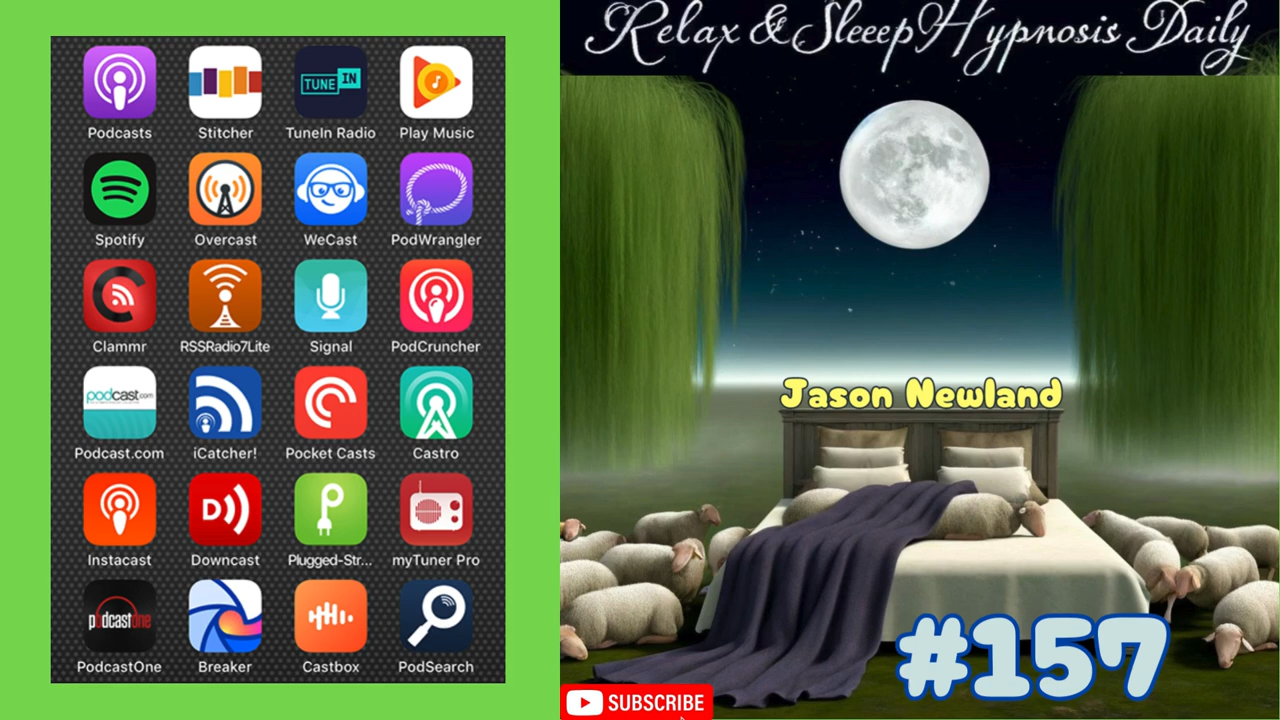 TUNE IN
Podcasts Stitcher TuneIn Radio Play Music
Spotify Overcast WeCast PodWrangler
Clammr RSSRadio7Lite Signal PodCruncher
podcast.com
Podcast.com iCatcher! Pocket Casts Castro
D
Instacast Downcast Plugged-Str... myTuner Pro
podcastone
PodcastOne Breaker Castbox PodSearch
Relax & Sleeep Hypnosis Daily
Jason Newland
#157
SUBSCRIBE